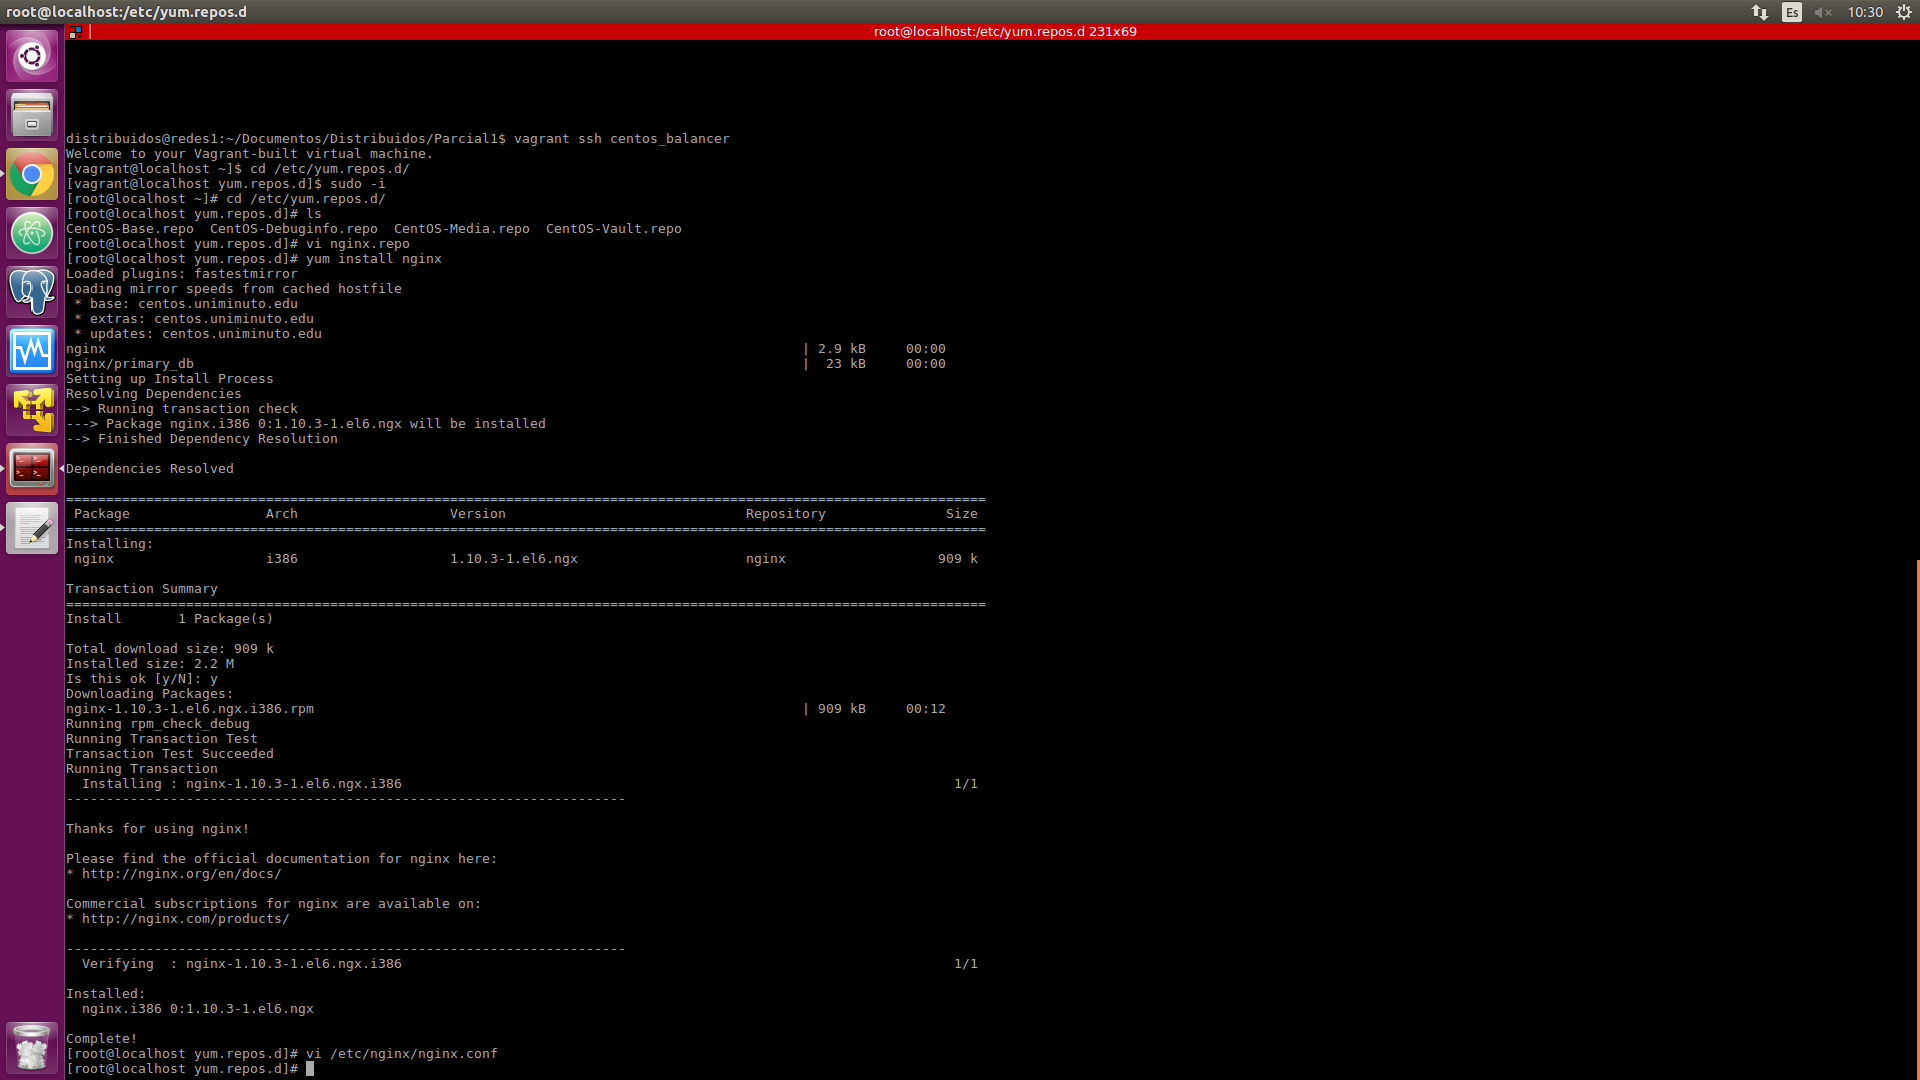 root@localhost:/etc/yum.repos.d
Es
10:30
root@localhost:/etc/yum.repos.d 231x69
distribuidos@redes1:~/Documentos/Distribuidos/Parcial1$ vagrant ssh centos_balancer
Welcome to your Vagrant-built virtual machine.
[vagrant@localhost ~]$ cd /etc/yum.repos.d/
[vagrant@localhost yum.repos.d]$ sudo -i
[root@localhost ~]# cd /etc/yum.repos.d/
[root@localhost yum.repos.d]# ls
CentOS-Base.repo  CentOS-Debuginfo.repo  CentOS-Media.repo  CentOS-Vault.repo
[root@localhost yum.repos.d]# vi nginx.repo
[root@localhost yum.repos.d]# yum install nginx
Loaded plugins: fastestmirror
Loading mirror speeds from cached hostfile
 * base: centos.uniminuto.edu
 * extras: centos.uniminuto.edu
 * updates: centos.uniminuto.edu
nginx | 2.9 kB     00:00
nginx/primary_db |  23 kB     00:00
Setting up Install Process
Resolving Dependencies
--> Running transaction check
---> Package nginx.i386 0:1.10.3-1.el6.ngx will be installed
--> Finished Dependency Resolution
Dependencies Resolved
===================================================================================================================
 Package                 Arch                   Version                              Repository               Size
===================================================================================================================
Installing:
 nginx                   i386                   1.10.3-1.el6.ngx                     nginx                   909 k
Transaction Summary
===================================================================================================================
Install       1 Package(s)
Total download size: 909 k
Installed size: 2.2 M
Is this ok [y/N]: y
Downloading Packages:
nginx-1.10.3-1.el6.ngx.i386.rpm | 909 kB     00:12
Running rpm_check_debug
Running Transaction Test
Transaction Test Succeeded
Running Transaction
  Installing : nginx-1.10.3-1.el6.ngx.i386 1/1
----------------------------------------------------------------------
Thanks for using nginx!
Please find the official documentation for nginx here:
* http://nginx.org/en/docs/
Commercial subscriptions for nginx are available on:
* http://nginx.com/products/
----------------------------------------------------------------------
  Verifying  : nginx-1.10.3-1.el6.ngx.i386 1/1
Installed:
  nginx.i386 0:1.10.3-1.el6.ngx
Complete!
[root@localhost yum.repos.d]# vi /etc/nginx/nginx.conf
[root@localhost yum.repos.d]#